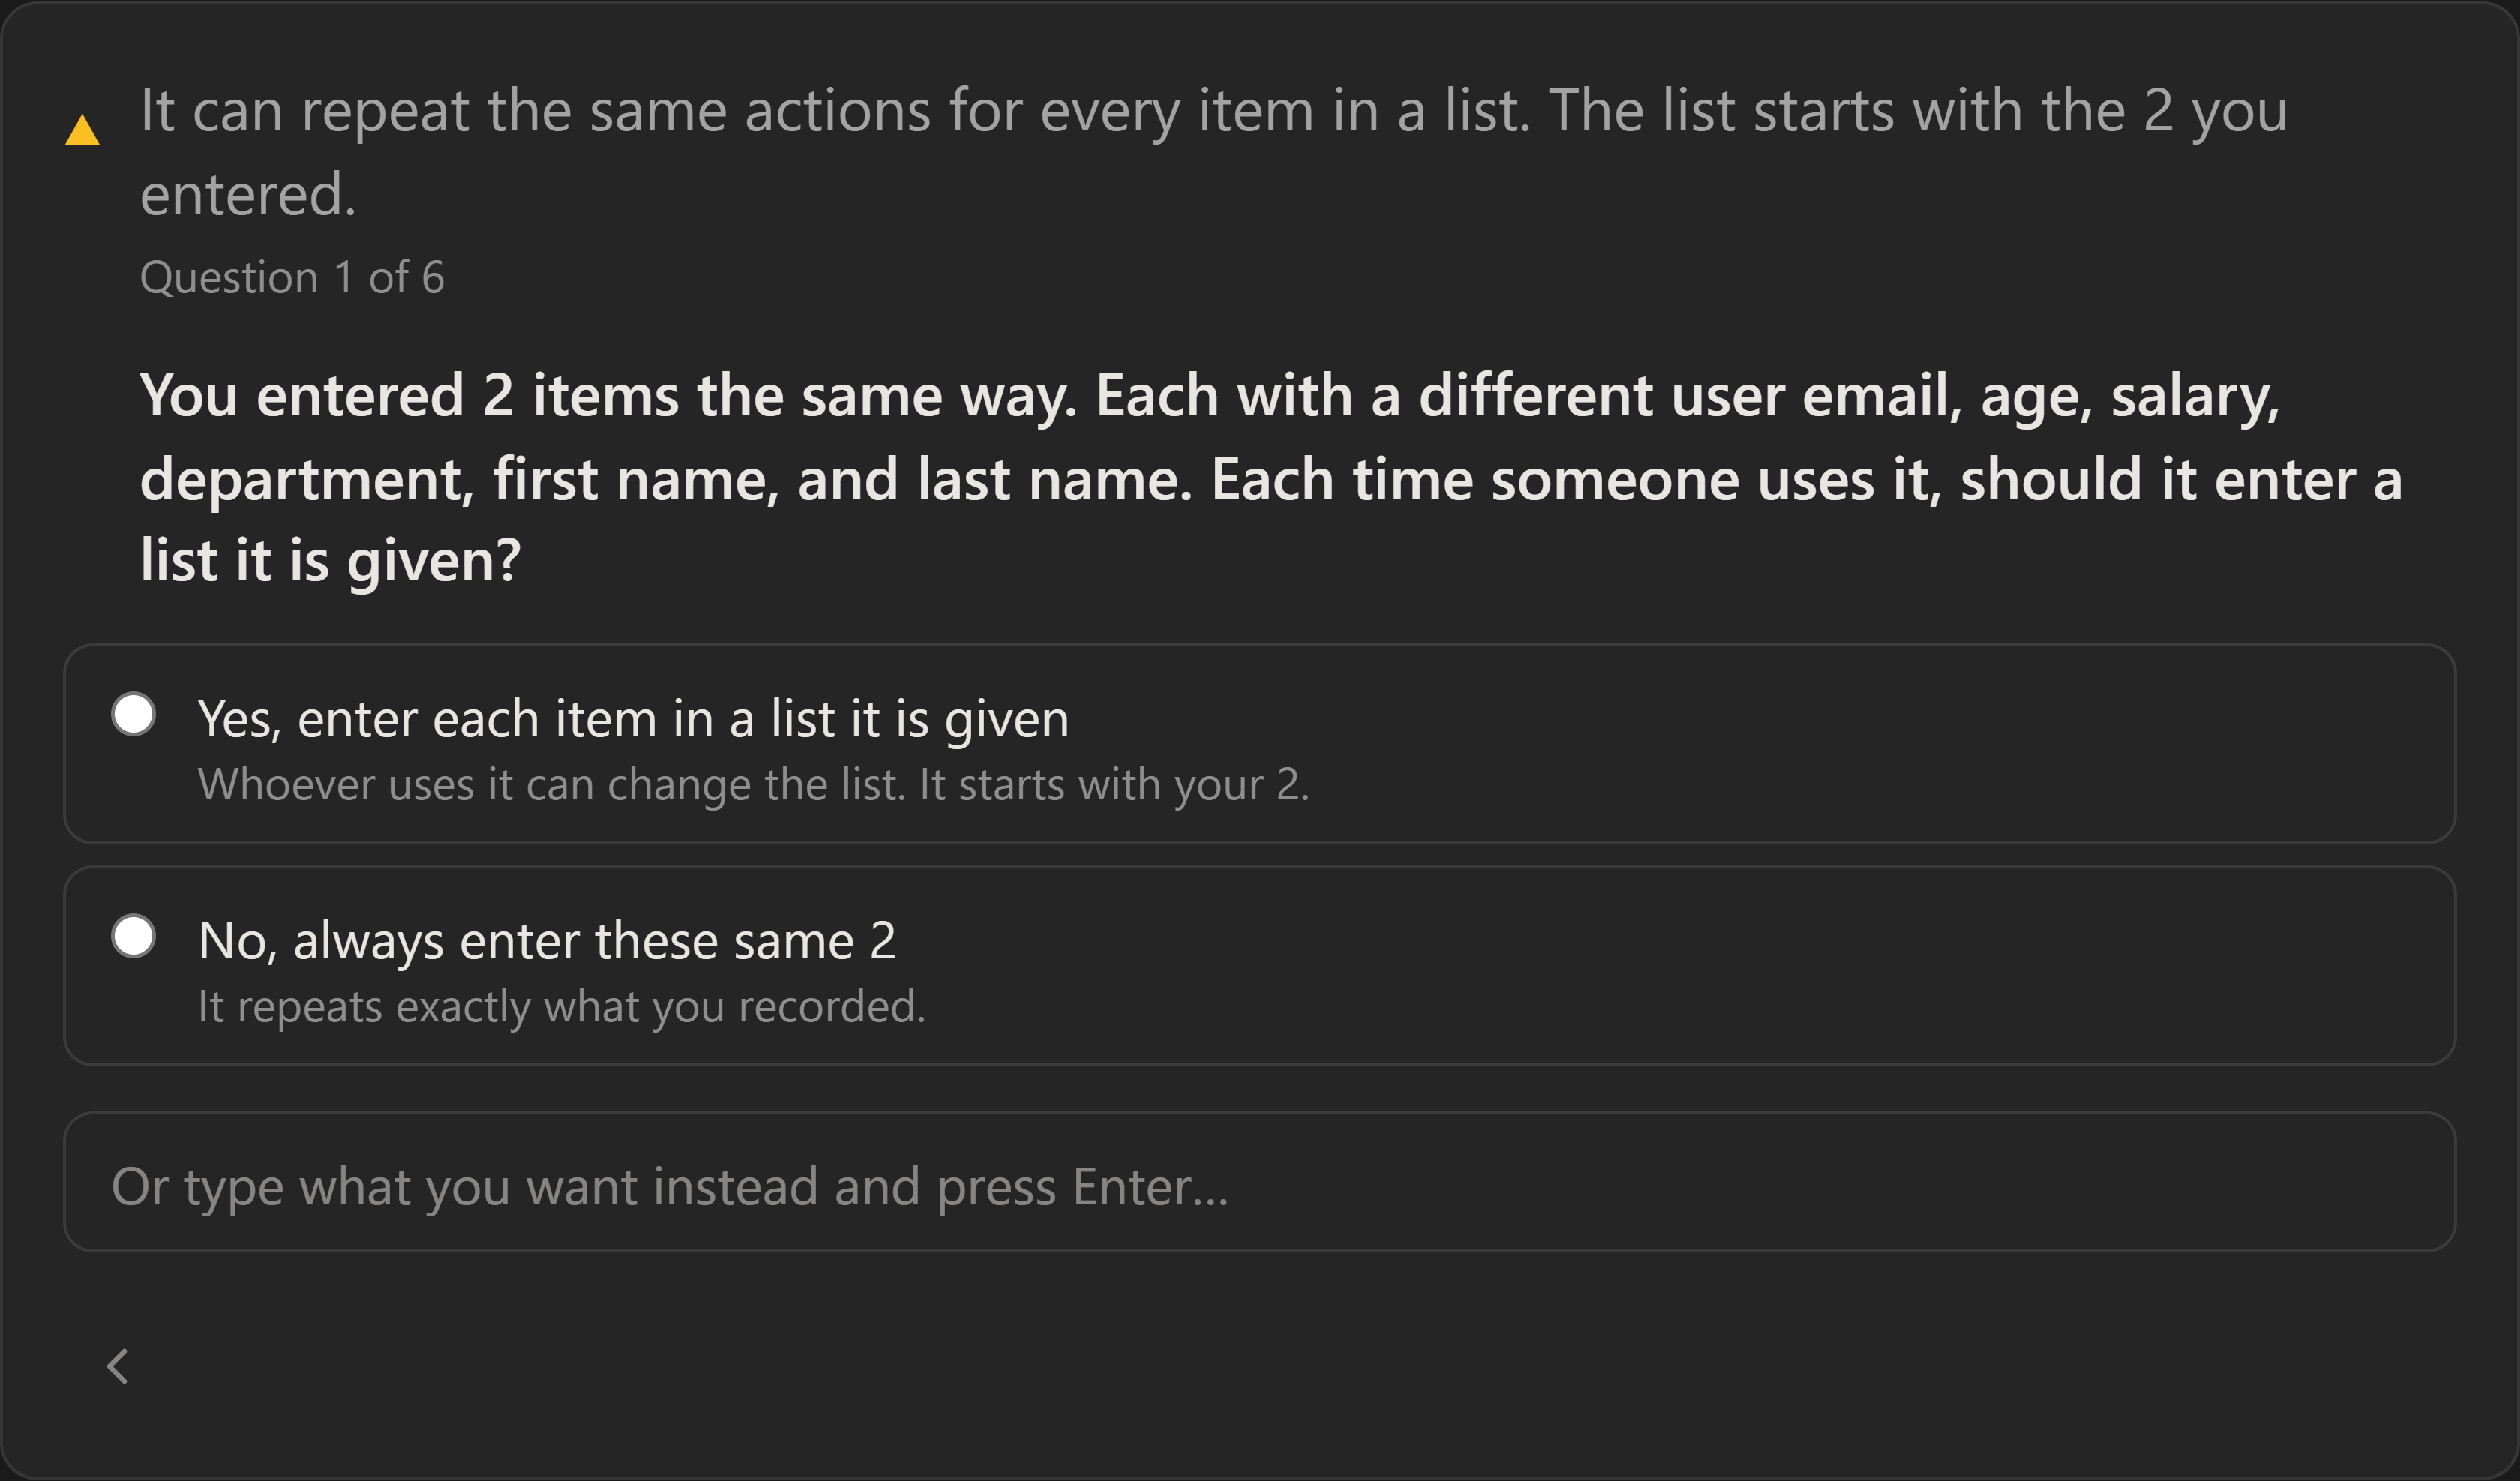 It can repeat the same actions for every item in a list. The list starts with the 2 you
entered.
Question 1 of 6
You entered 2 items the same way. Each with a different user email, age, salary,
department, first name, and last name. Each time someone uses it, should it enter a
list it is given?
Yes, enter each item in a list it is given
Whoever uses it can change the list. It starts with your 2.
No, always enter these same 2
It repeats exactly what you recorded.
Or type what you want instead and press Enter...